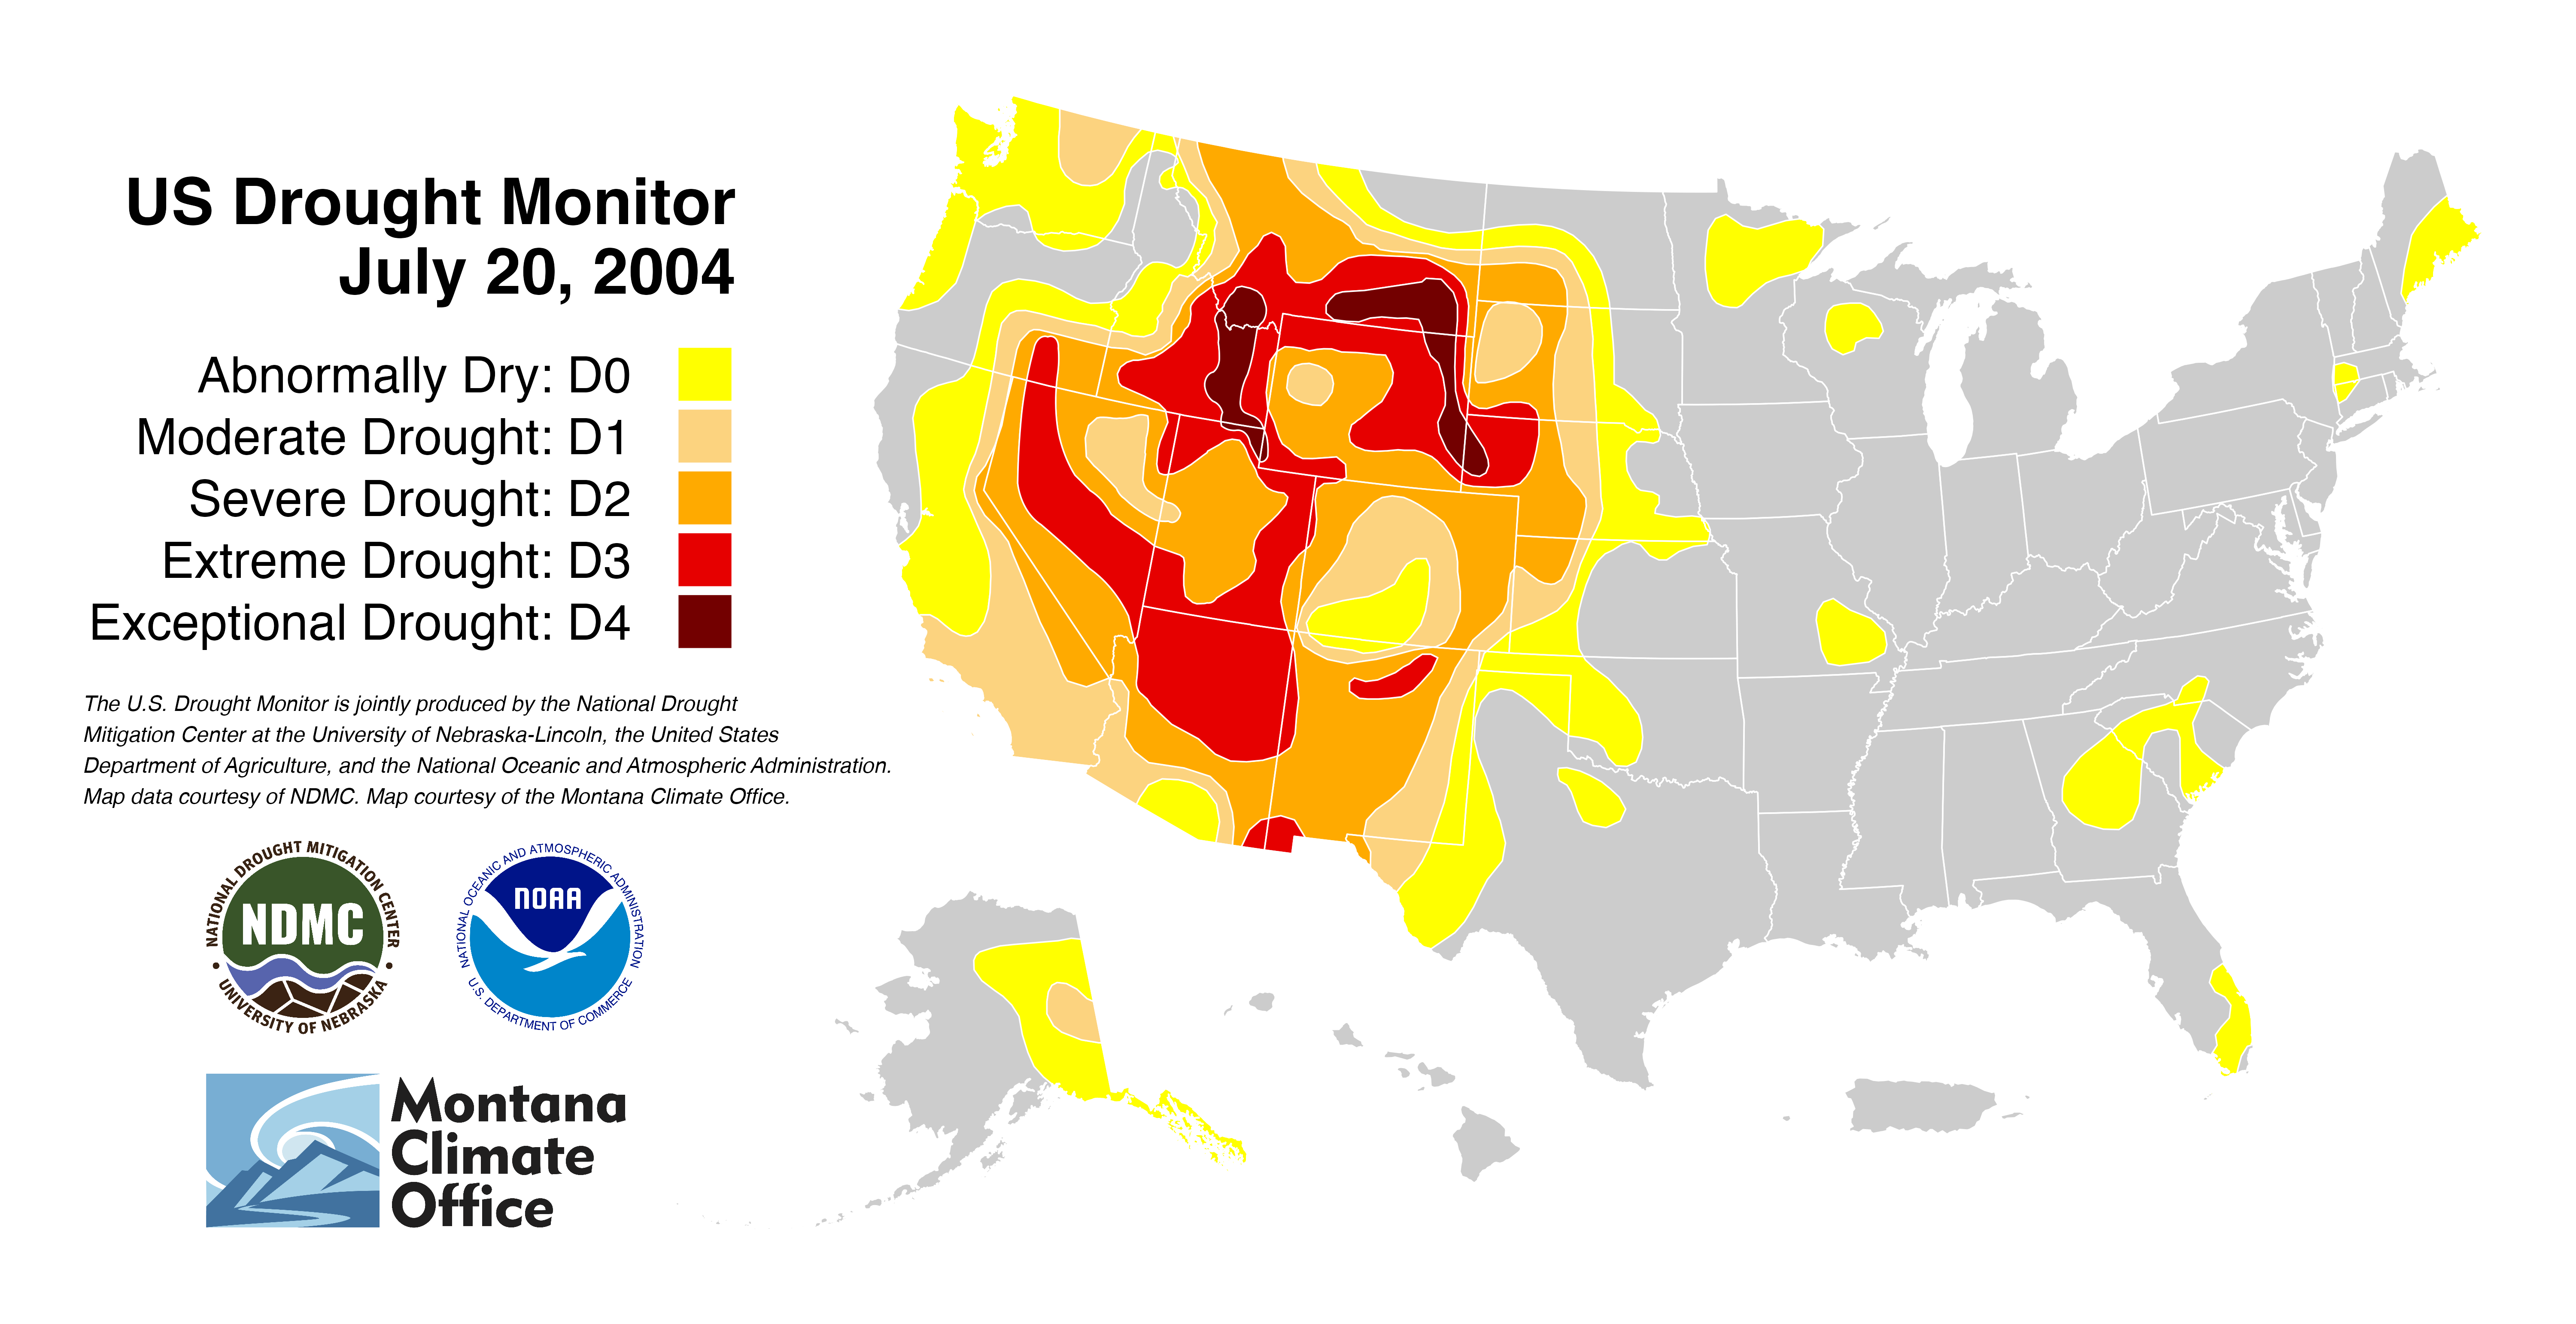 US Drought Monitor
July 20, 2004
Abnormally Dry: D0
Moderate Drought: D1
Severe Drought: D2
Extreme Drought: D3
Exceptional Drought: D4
The U.S. Drought Monitor is jointly produced by the National Drought
Mitigation Center at the University of Nebraska-Lincoln, the United States
Department of Agriculture, and the National Oceanic and Atmospheric Administration.
Map data courtesy of NDMC. Map courtesy of the Montana Climate Office.
NATIONAL DROUGHT MITIGATION CENTER
NDMC
• UNIVERSITY OF NEBRASKA •
NATIONAL OCEANIC AND ATMOSPHERIC ADMINISTRATION
NOAA
U.S. DEPARTMENT OF COMMERCE
Montana
Climate
Office